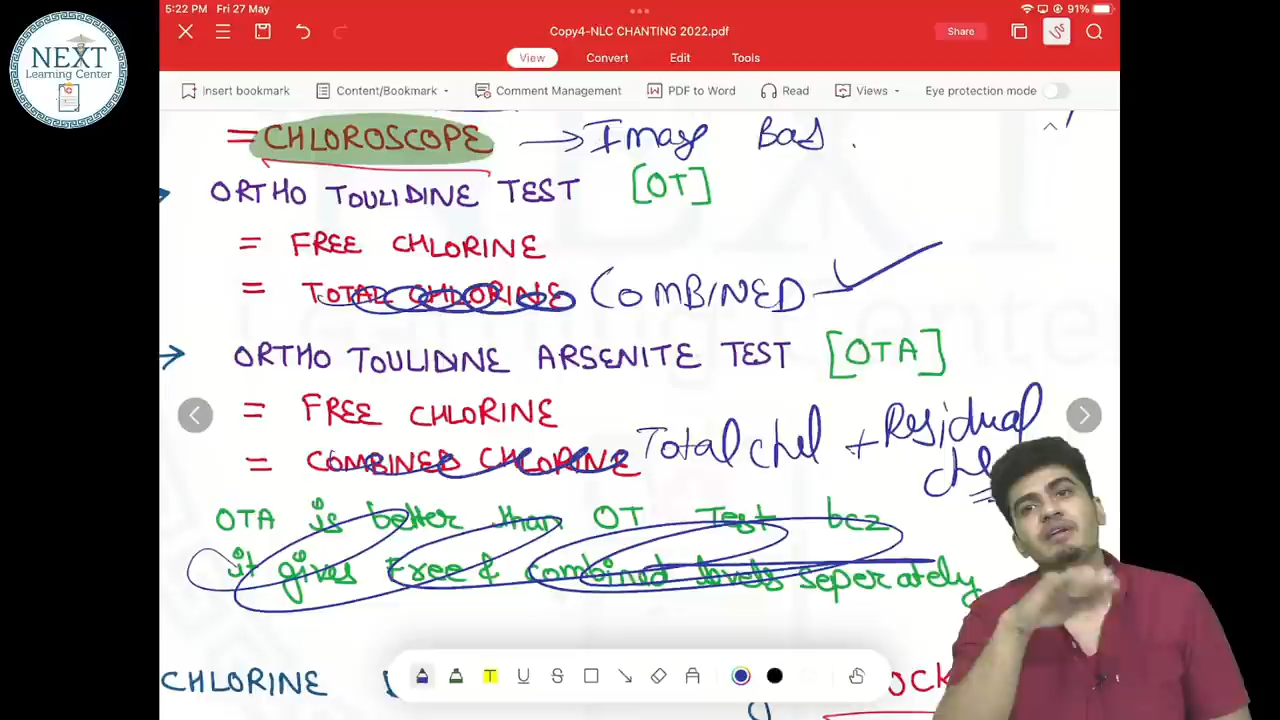 5:22 PM Fri 27 May
91%
NEXT
Learning Center
Copy4-NLC CHANTING 2022.pdf
Share
View Convert Edit Tools
Insert bookmark Content/Bookmark Comment Management PDF to Word Read Views Eye protection mode
= CHLOROSCOPE → Imag Bas
ORTHO TOULIDINE TEST [OT]
= FREE CHLORINE
= TOTAL CHLORINE COMBINED
→ ORTHO TOULIDINE ARSENITE TEST [OTA]
= FREE CHLORINE
= COMBINED CHLORINE Total chl + Residual
OTA is better than OT Test bcz
it gives Free & combined levels seperately
CHLORINE OCK